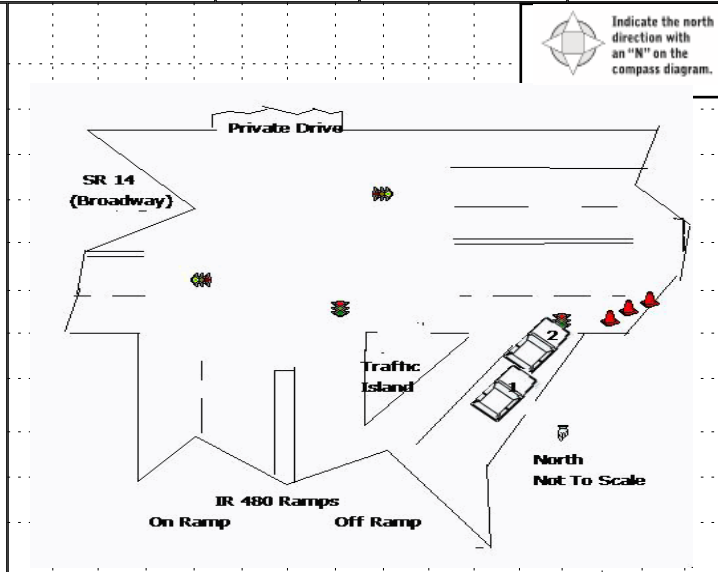 Indicate the north
direction with
an "N" on the
compass diagram.
Private Drive
SR 14
(Broadway)
2
1
Traffic
Island
North
Not To Scale
IR 480 Ramps
On Ramp
Off Ramp